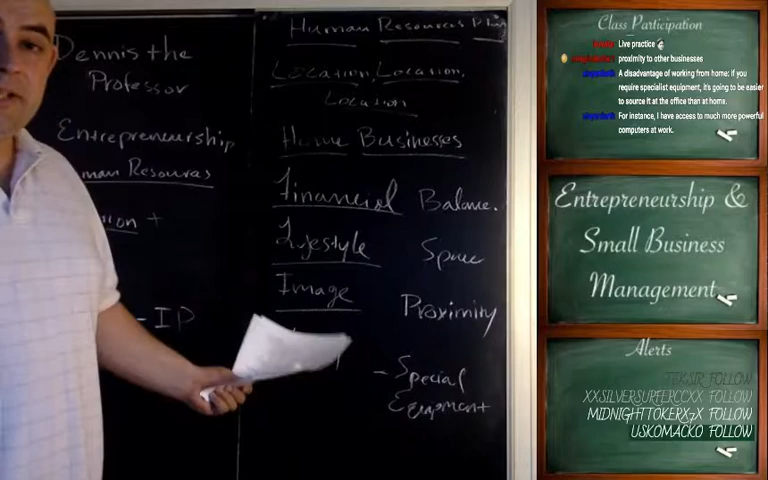 Dennis the
Professor
Entrepreneurship
man Resources
+
- IP
Human Resources Plan
Location, Location,
Location
Home Businesses
Financial Balance.
Lifestyle Space
Image
Proximity
- Special
Equipment
Class Participation
Live practice
proximity to other businesses
A disadvantage of working from home: if you
require specialist equipment, it's going to be easier
to source it at the office than at home.
For instance, I have access to much more powerful
computers at work.
Entrepreneurship &
Small Business
Management
Alerts
FOLLOW
XXSILVERSURFERCCXX FOLLOW
MIDNIGHTTOKERX7X FOLLOW
USKOMACKO FOLLOW